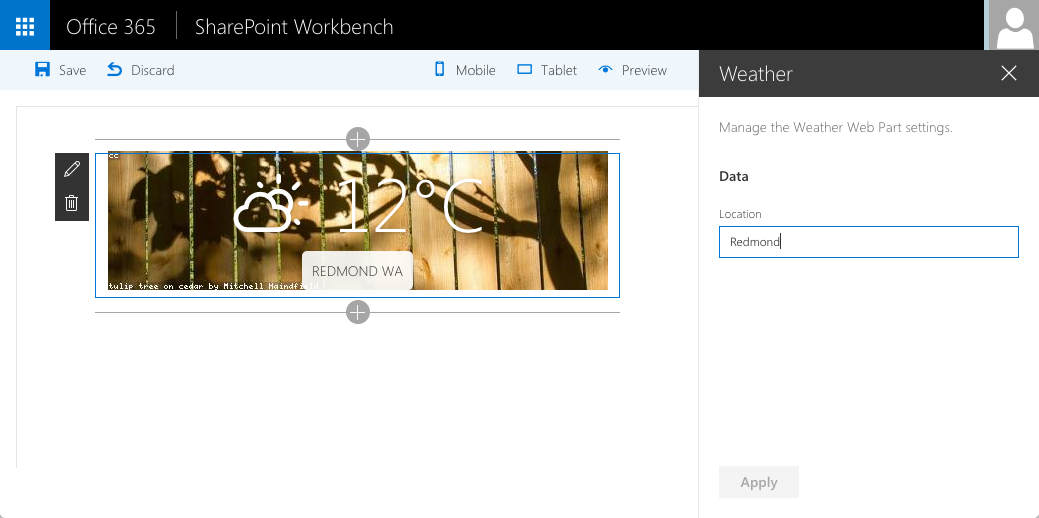 Office 365
SharePoint Workbench
Save
Discard
Mobile
Tablet
Preview
Weather
Manage the Weather Web Part settings.
Data
Location
Redmond
Apply
cc
12°C
REDMOND WA
tulip tree on cedar by Mitchell Haindfield